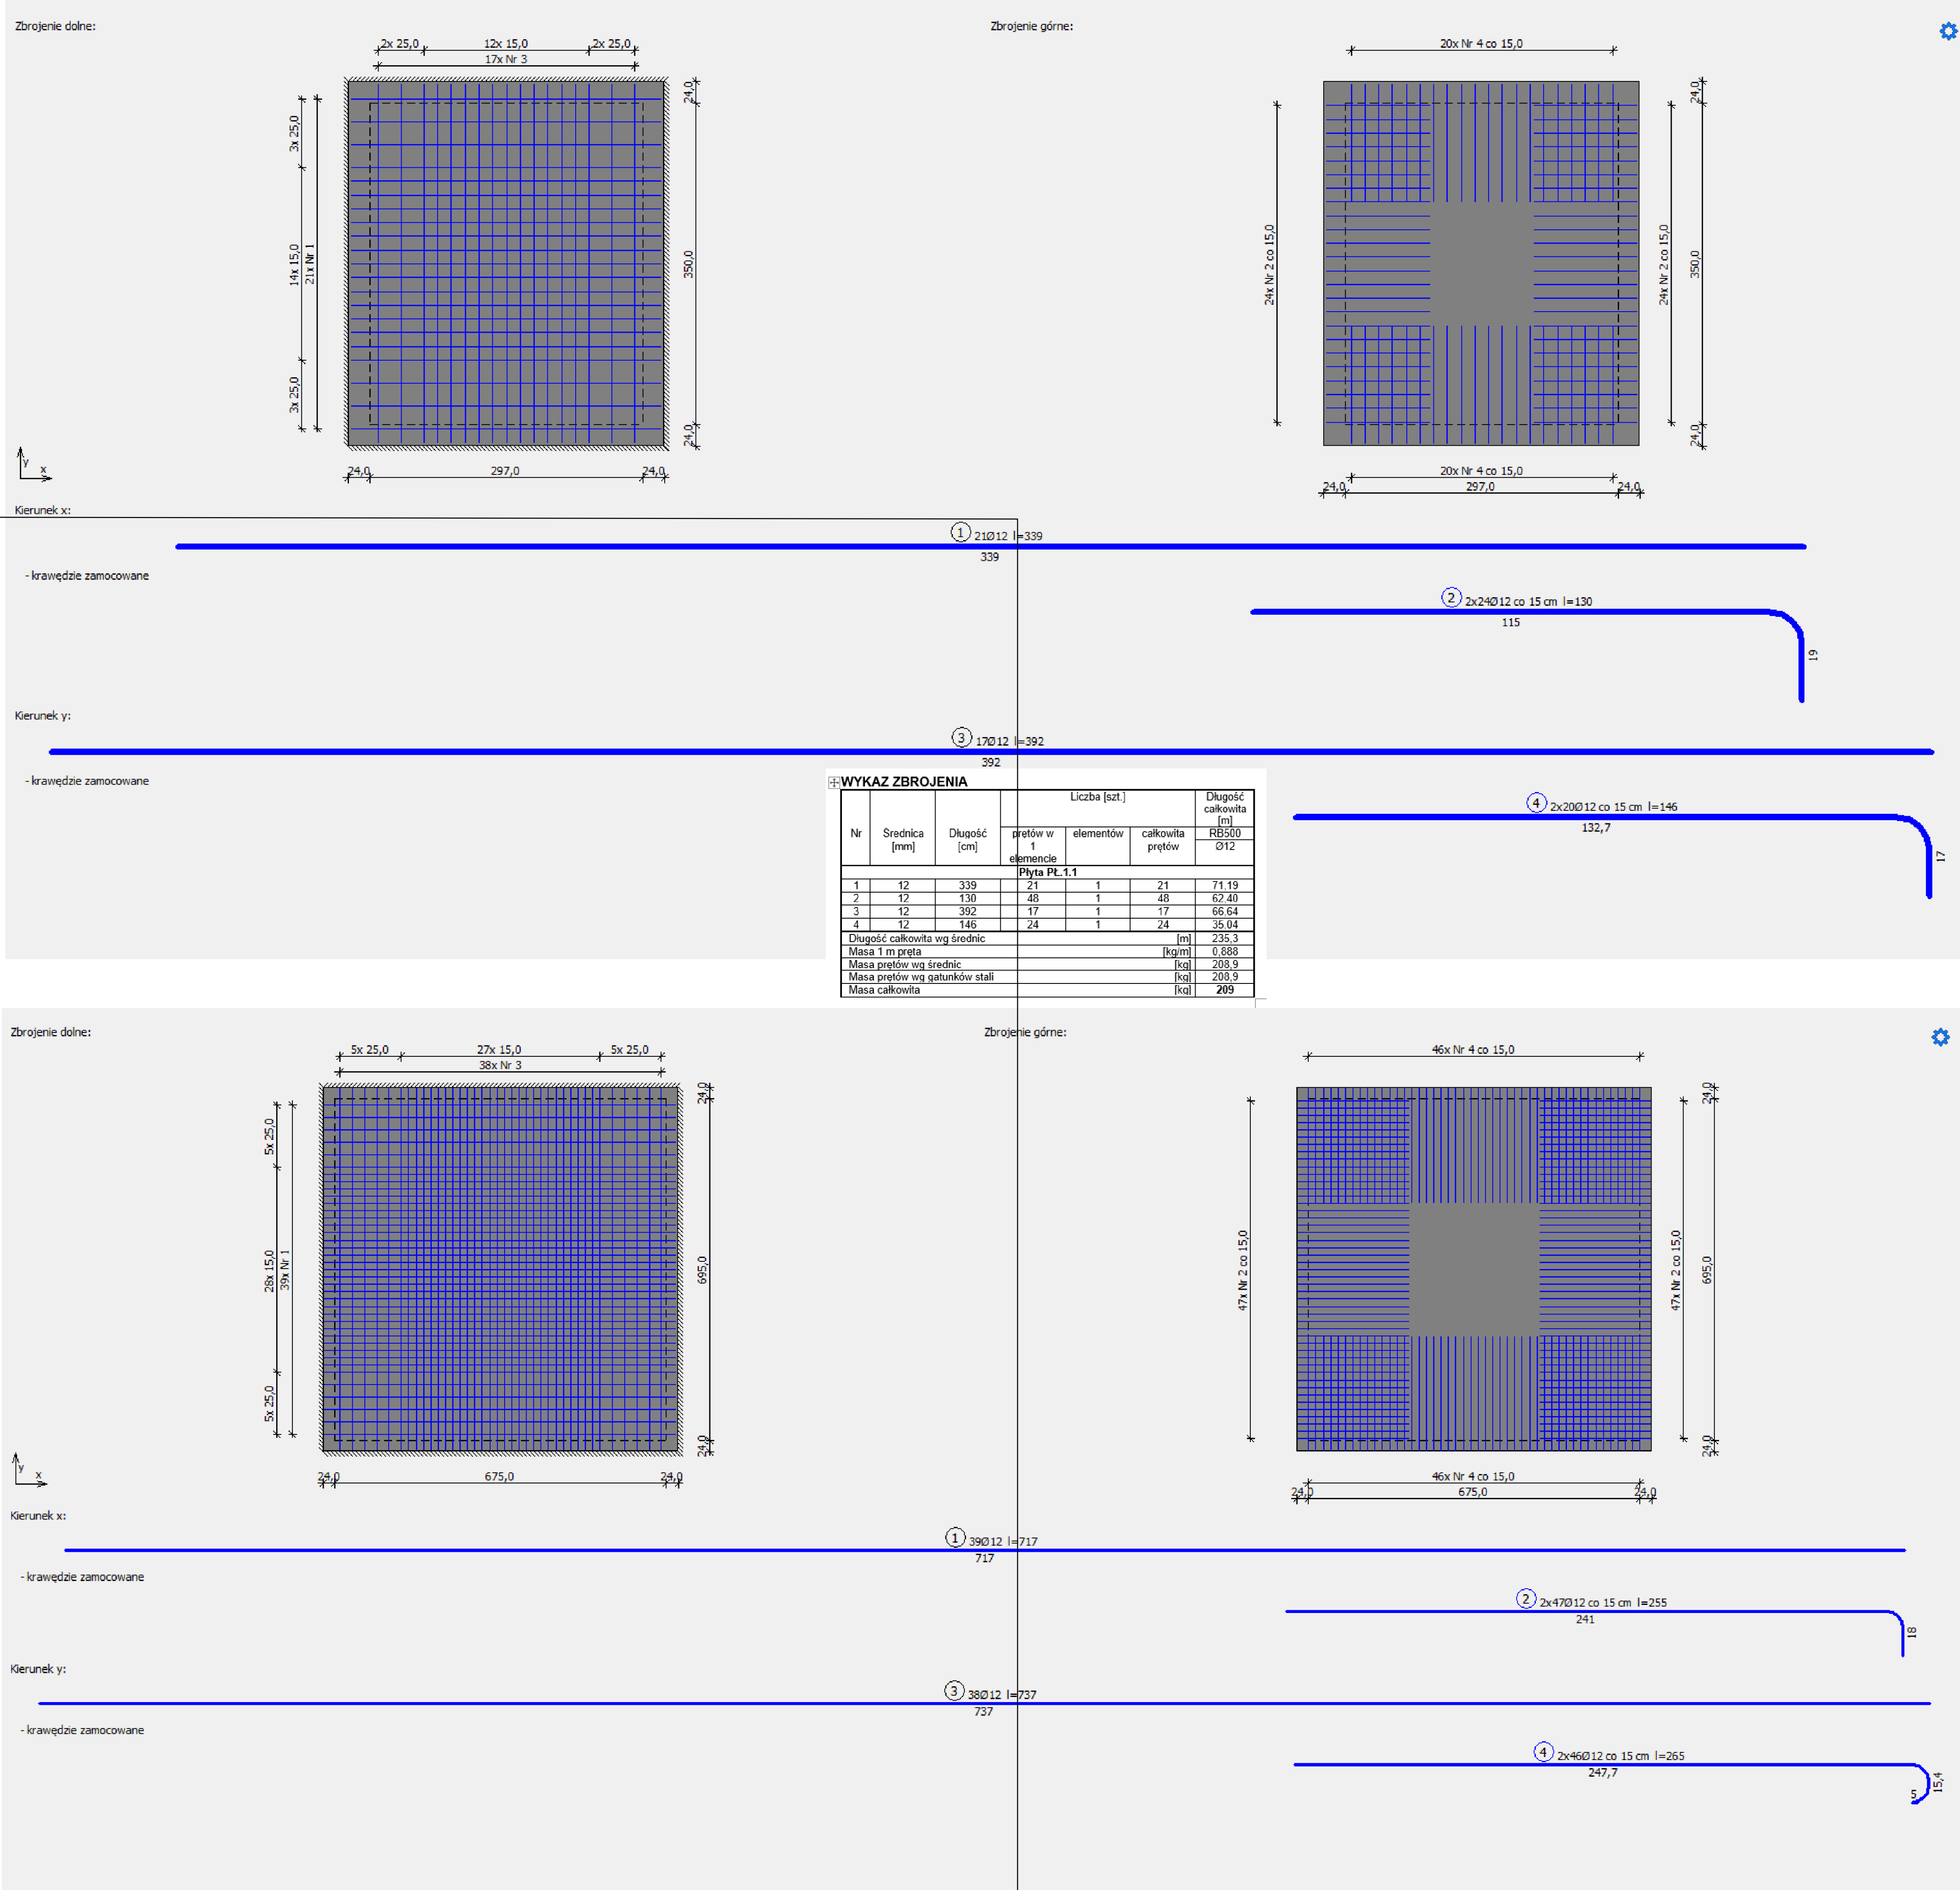 Zbrojenie dolne:
2x 25,0 12x 15,0 2x 25,0
17x Nr 3
24,0
3x 25,0
14x 15,0
21x Nr 1
350,0
3x 25,0
24,0
24,0 297,0 24,0
y
x
Zbrojenie górne:
20x Nr 4 co 15,0
24,0
24x Nr 2 co 15,0
24x Nr 2 co 15,0
350,0
24,0
20x Nr 4 co 15,0
24,0 297,0 24,0
Kierunek x:
1 21Ø12 l=339
339
- krawędzie zamocowane
2 2x24Ø12 co 15 cm l=130
115
19
Kierunek y:
3 17Ø12 l=392
392
- krawędzie zamocowane
4 2x20Ø12 co 15 cm l=146
132,7
17
WYKAZ ZBROJENIA
Nr
Średnica
[mm]
Długość
[cm]
Liczba [szt.]
prętów w
1
elemencie
elementów
całkowita
prętów
Długość
całkowita
[m]
RB500
Ø12
Płyta PŁ.1.1
1 12 339 21 1 21 71,19
2 12 130 48 1 48 62,40
3 12 392 17 1 17 66,64
4 12 146 24 1 24 35,04
Długość całkowita wg średnic [m] 235,3
Masa 1 m pręta [kg/m] 0,888
Masa prętów wg średnic [kg] 208,9
Masa prętów wg gatunków stali [kg] 208,9
Masa całkowita [kg] 209
Zbrojenie dolne:
5x 25,0 27x 15,0 5x 25,0
38x Nr 3
24,0
5x 25,0
28x 15,0
39x Nr 1
695,0
5x 25,0
24,0
24,0 675,0 24,0
y
x
Zbrojenie górne:
46x Nr 4 co 15,0
24,0
47x Nr 2 co 15,0
47x Nr 2 co 15,0
695,0
24,0
46x Nr 4 co 15,0
24,0 675,0 24,0
Kierunek x:
1 39Ø12 l=717
717
- krawędzie zamocowane
2 2x47Ø12 co 15 cm l=255
241
18
Kierunek y:
3 38Ø12 l=737
737
- krawędzie zamocowane
4 2x46Ø12 co 15 cm l=265
247,7
15,4
5